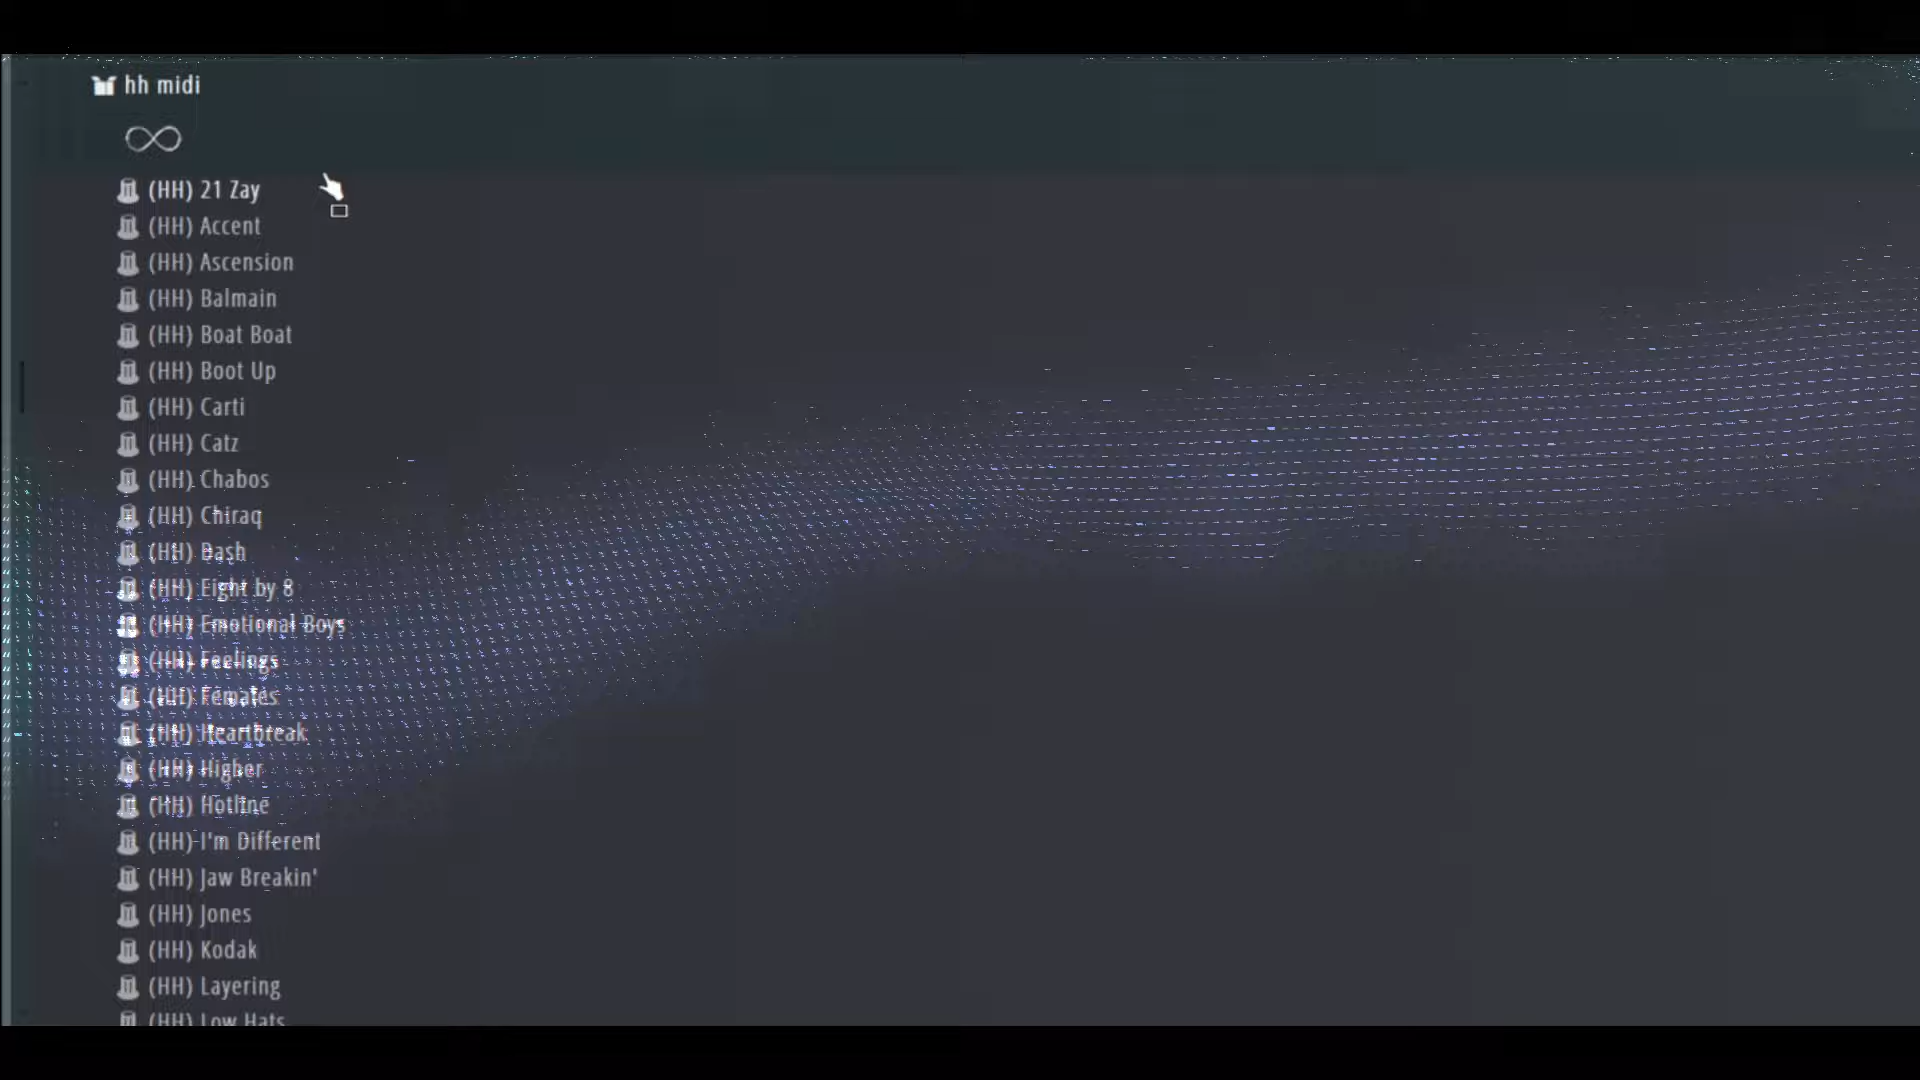 hh midi
(HH) 21 Zay
(HH) Accent
(HH) Ascension
(HH) Balmain
(HH) Boat Boat
(HH) Boot Up
(HH) Carti
(HH) Catz
(HH) Chabos
(HH) Chiraq
(HH) Dash
(HH) Eight by 8
(HH) Emotional Boys
(HH) Feelings
(HH) Females
(HH) Heartbreak
(HH) Higher
(HH) Hotline
(HH) I'm Different
(HH) Jaw Breakin'
(HH) Jones
(HH) Kodak
(HH) Layering
(HH) Low Hats